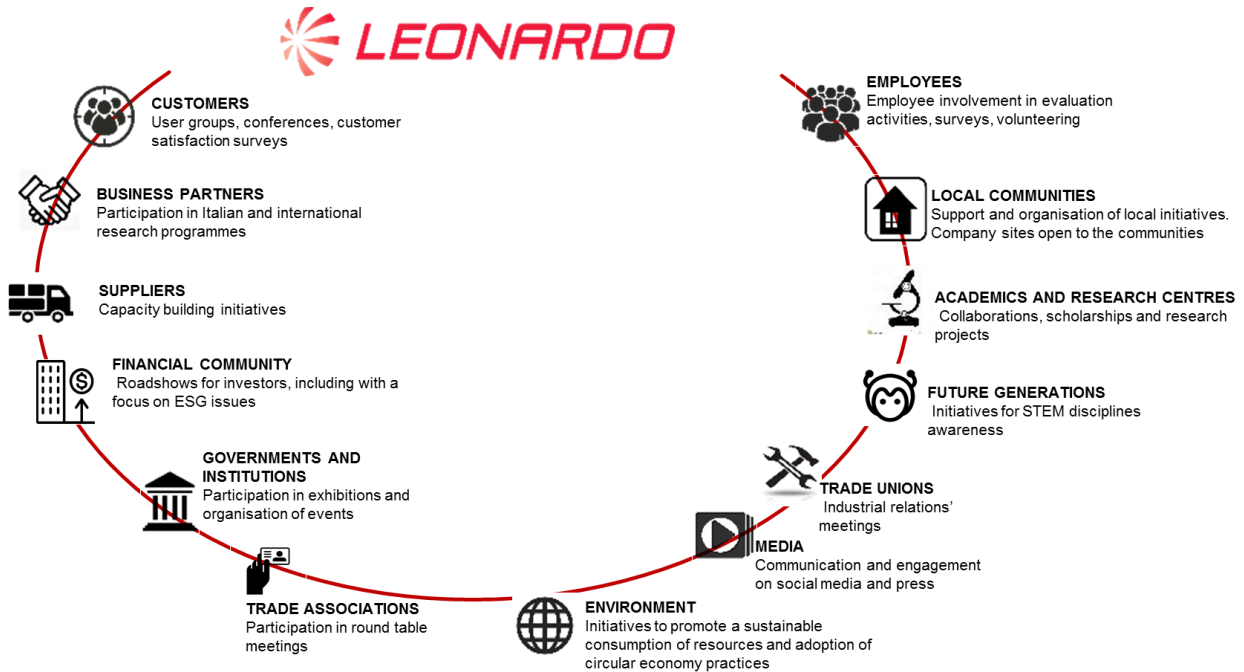 LEONARDO
CUSTOMERS
User groups, conferences, customer
satisfaction surveys
BUSINESS PARTNERS
Participation in Italian and international
research programmes
SUPPLIERS
Capacity building initiatives
FINANCIAL COMMUNITY
Roadshows for investors, including with a
focus on ESG issues
GOVERNMENTS AND
INSTITUTIONS
Participation in exhibitions and
organisation of events
TRADE ASSOCIATIONS
Participation in round table
meetings
ENVIRONMENT
Initiatives to promote a sustainable
consumption of resources and adoption of
circular economy practices
MEDIA
Communication and engagement
on social media and press
TRADE UNIONS
Industrial relations’
meetings
FUTURE GENERATIONS
Initiatives for STEM disciplines
awareness
ACADEMICS AND RESEARCH CENTRES
Collaborations, scholarships and research
projects
LOCAL COMMUNITIES
Support and organisation of local initiatives.
Company sites open to the communities
EMPLOYEES
Employee involvement in evaluation
activities, surveys, volunteering